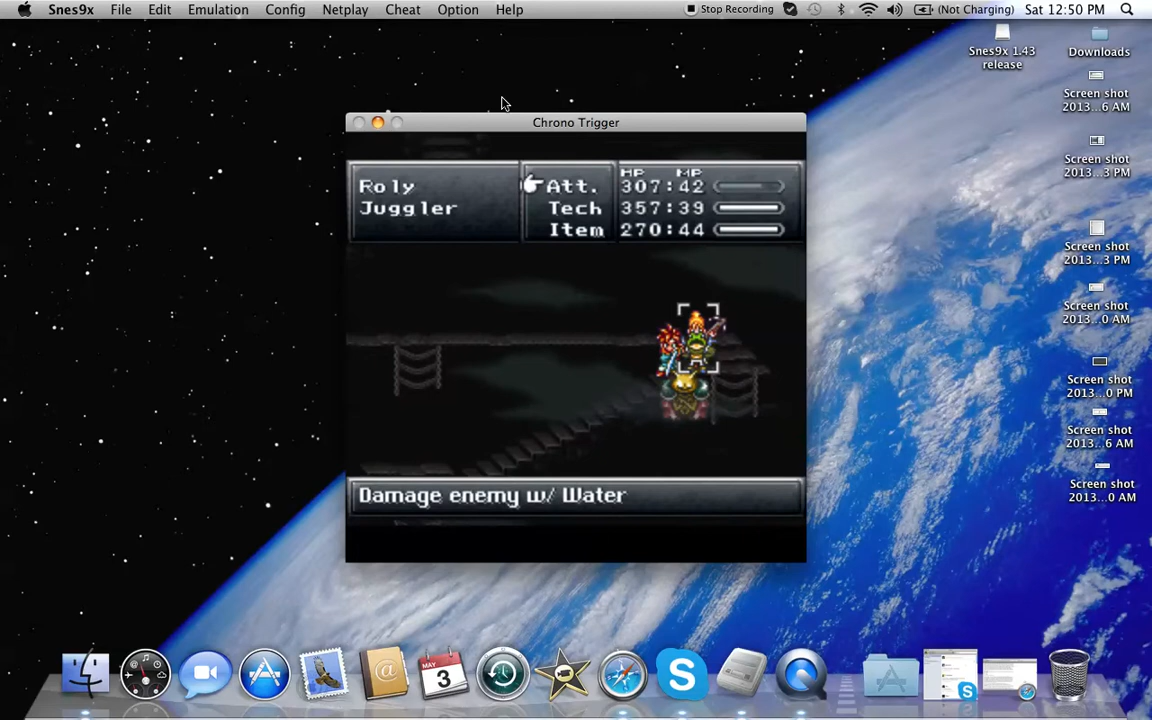 Snes9x File Edit Emulation Config Netplay Cheat Option Help Stop Recording (Not Charging) Sat 12:50 PM
Snes9x 1.43
release
Downloads
Screen shot
2013...6 AM
Screen shot
2013...3 PM
Screen shot
2013...3 PM
Screen shot
2013...0 AM
Screen shot
2013...0 PM
Screen shot
2013...6 AM
Screen shot
2013...0 AM
Chrono Trigger
HP MP
Roly Att. 307:42
Juggler Tech 357:39
Item 270:44
Damage enemy w/ Water
MAY
3